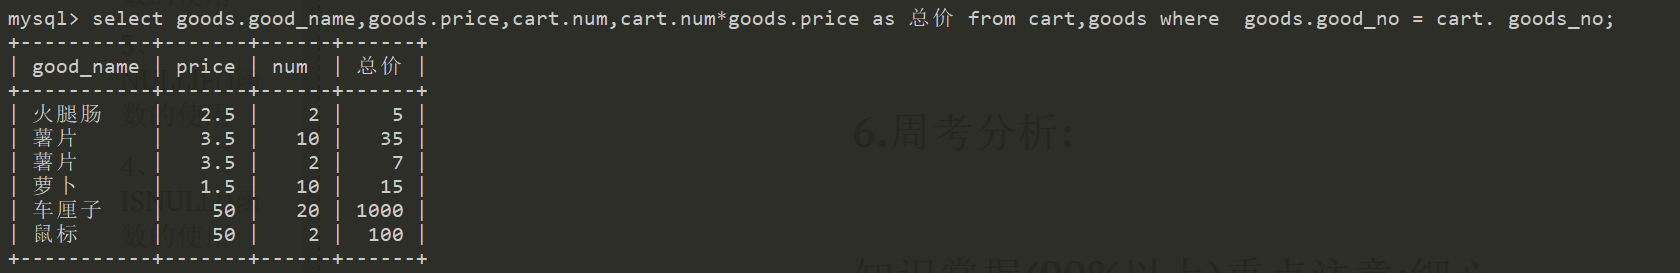 mysql> select goods.good_name,goods.price,cart.num,cart.num*goods.price as 总价 from cart,goods where  goods.good_no = cart. goods_no;
+-----------+-------+------+------+
| good_name | price | num  | 总价 |
+-----------+-------+------+------+
| 火腿肠    |   2.5 |    2 |    5 |
| 薯片      |   3.5 |   10 |   35 |
| 薯片      |   3.5 |    2 |    7 |
| 萝卜      |   1.5 |   10 |   15 |
| 车厘子    |    50 |   20 | 1000 |
| 鼠标      |    50 |    2 |  100 |
+-----------+-------+------+------+
6.周考分析: